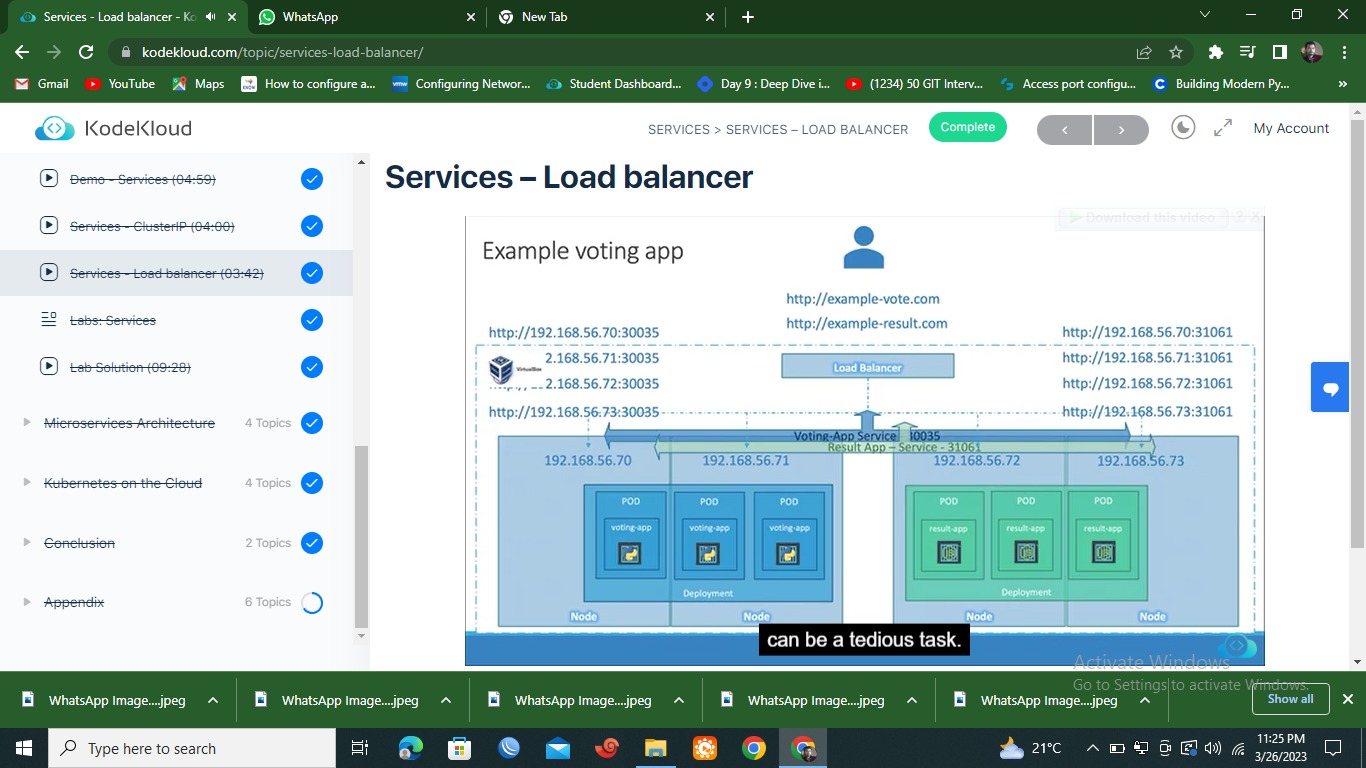 Services - Load balancer - Ko
WhatsApp
New Tab
kodekloud.com/topic/services-load-balancer/
Gmail
YouTube
Maps
How to configure a...
Configuring Networ...
Student Dashboard...
Day 9 : Deep Dive i...
(1234) 50 GIT Interv...
Access port configu...
Building Modern Py...
»
KodeKloud
SERVICES > SERVICES – LOAD BALANCER
Complete
My Account
Demo - Services (04:59)
Services - ClusterIP (04:00)
Services - Load balancer (03:42)
Labs: Services
Lab Solution (09:28)
Microservices Architecture 4 Topics
Kubernetes on the Cloud 4 Topics
Conclusion 2 Topics
Appendix 6 Topics
Services – Load balancer
Download this video ? X
Example voting app
http://example-vote.com
http://example-result.com
http://192.168.56.70:30035
2.168.56.71:30035
2.168.56.72:30035
http://192.168.56.73:30035
VirtualBox
Load Balancer
http://192.168.56.70:31061
http://192.168.56.71:31061
http://192.168.56.72:31061
http://192.168.56.73:31061
Voting-App Service 30035
Result App – Service - 31061
192.168.56.70
192.168.56.71
192.168.56.72
192.168.56.73
POD POD POD
voting-app voting-app voting-app
Deployment
Node Node
POD POD POD
result-app result-app result-app
Deployment
Node Node
can be a tedious task.
Activate Windows
Go to Settings to activate Windows.
WhatsApp Image....jpeg
WhatsApp Image....jpeg
WhatsApp Image....jpeg
WhatsApp Image....jpeg
WhatsApp Image....jpeg
Show all
Type here to search
21°C
11:25 PM
3/26/2023